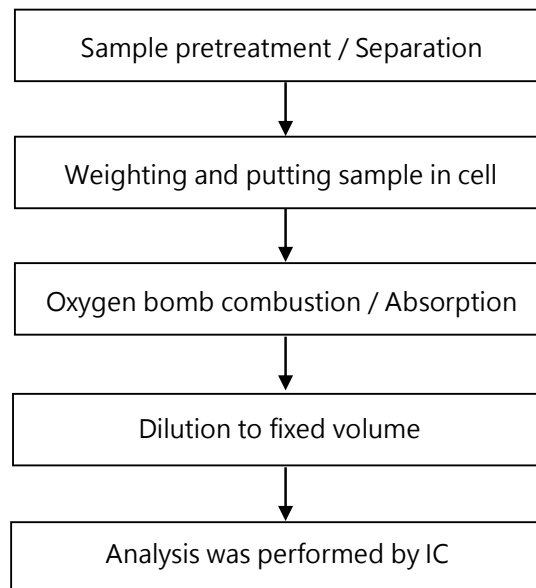 Sample pretreatment / Separation
Weighting and putting sample in cell
Oxygen bomb combustion / Absorption
Dilution to fixed volume
Analysis was performed by IC